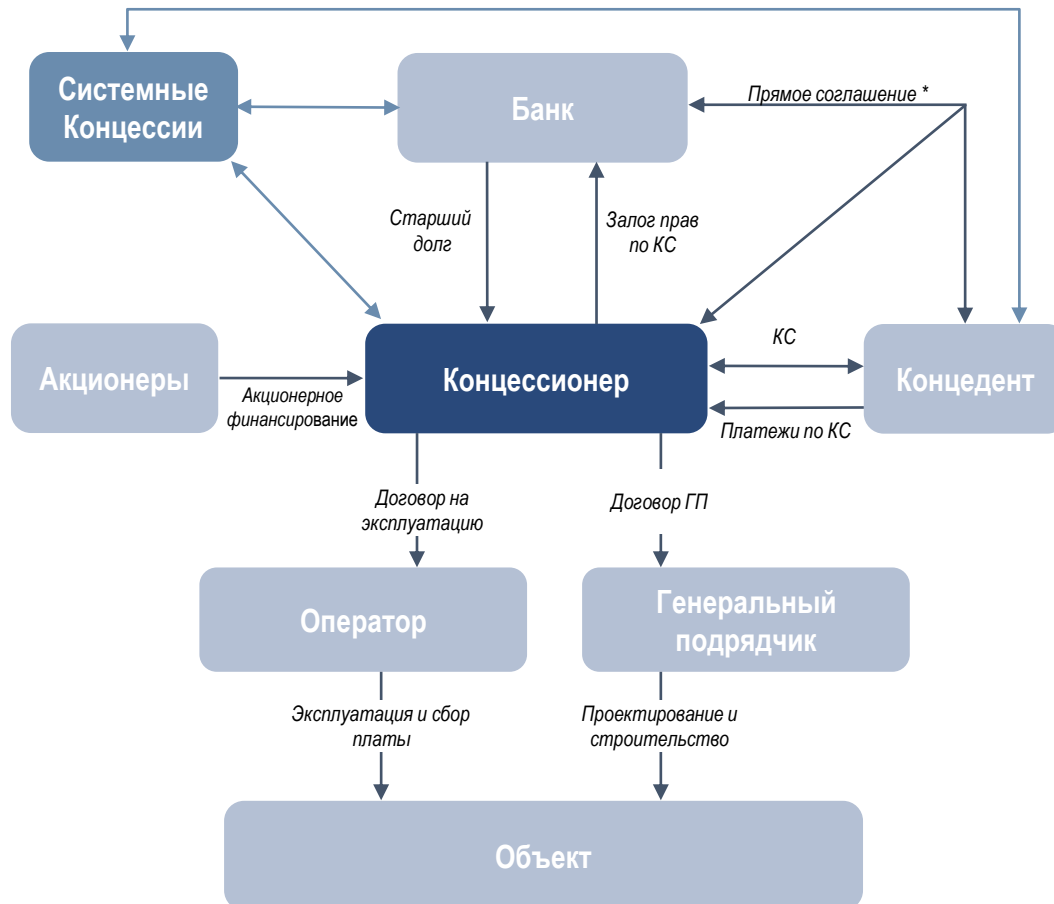 Системные
Концессии
Банк
Прямое соглашение *
Старший
долг
Залог прав
по КС
Акционеры
Акционерное
финансирование
Концессионер
КС
Концедент
Платежи по КС
Договор на
эксплуатацию
Договор ГП
Оператор
Генеральный
подрядчик
Эксплуатация и сбор
платы
Проектирование и
строительство
Объект